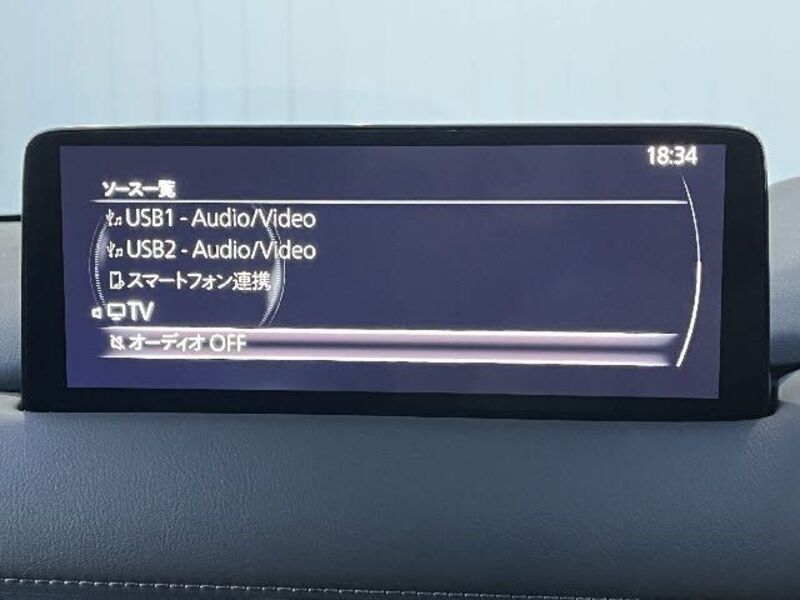 18:34
ソース一覧
USB1 - Audio/Video
USB2 - Audio/Video
スマートフォン連携
TV
オーディオ OFF